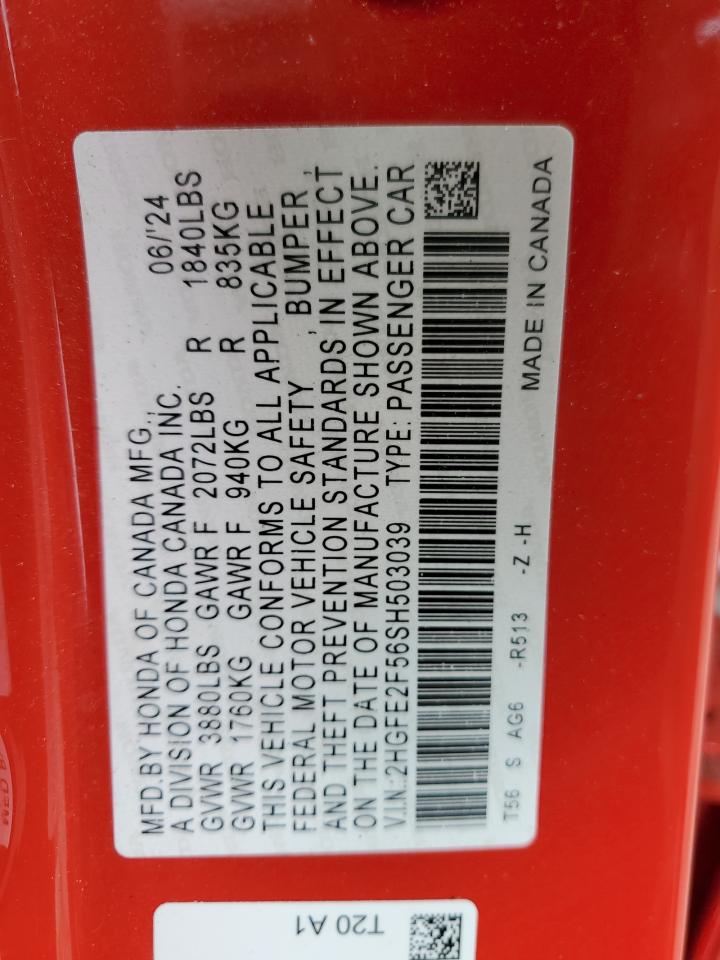 MFD.BY HONDA OF CANADA MFG.,
A DIVISION OF HONDA CANADA INC. 06/'24
GVWR 3880LBS GAWR F 2072LBS R 1840LBS
GVWR 1760KG GAWR F 940KG R 835KG
THIS VEHICLE CONFORMS TO ALL APPLICABLE
FEDERAL MOTOR VEHICLE SAFETY , BUMPER ,
AND THEFT PREVENTION STANDARDS IN EFFECT
ON THE DATE OF MANUFACTURE SHOWN ABOVE.
V.I.N.:2HGFE2F56SH503039 TYPE: PASSENGER CAR
T56 S AG6 -R513 -Z -H
MADE IN CANADA
T20 A1